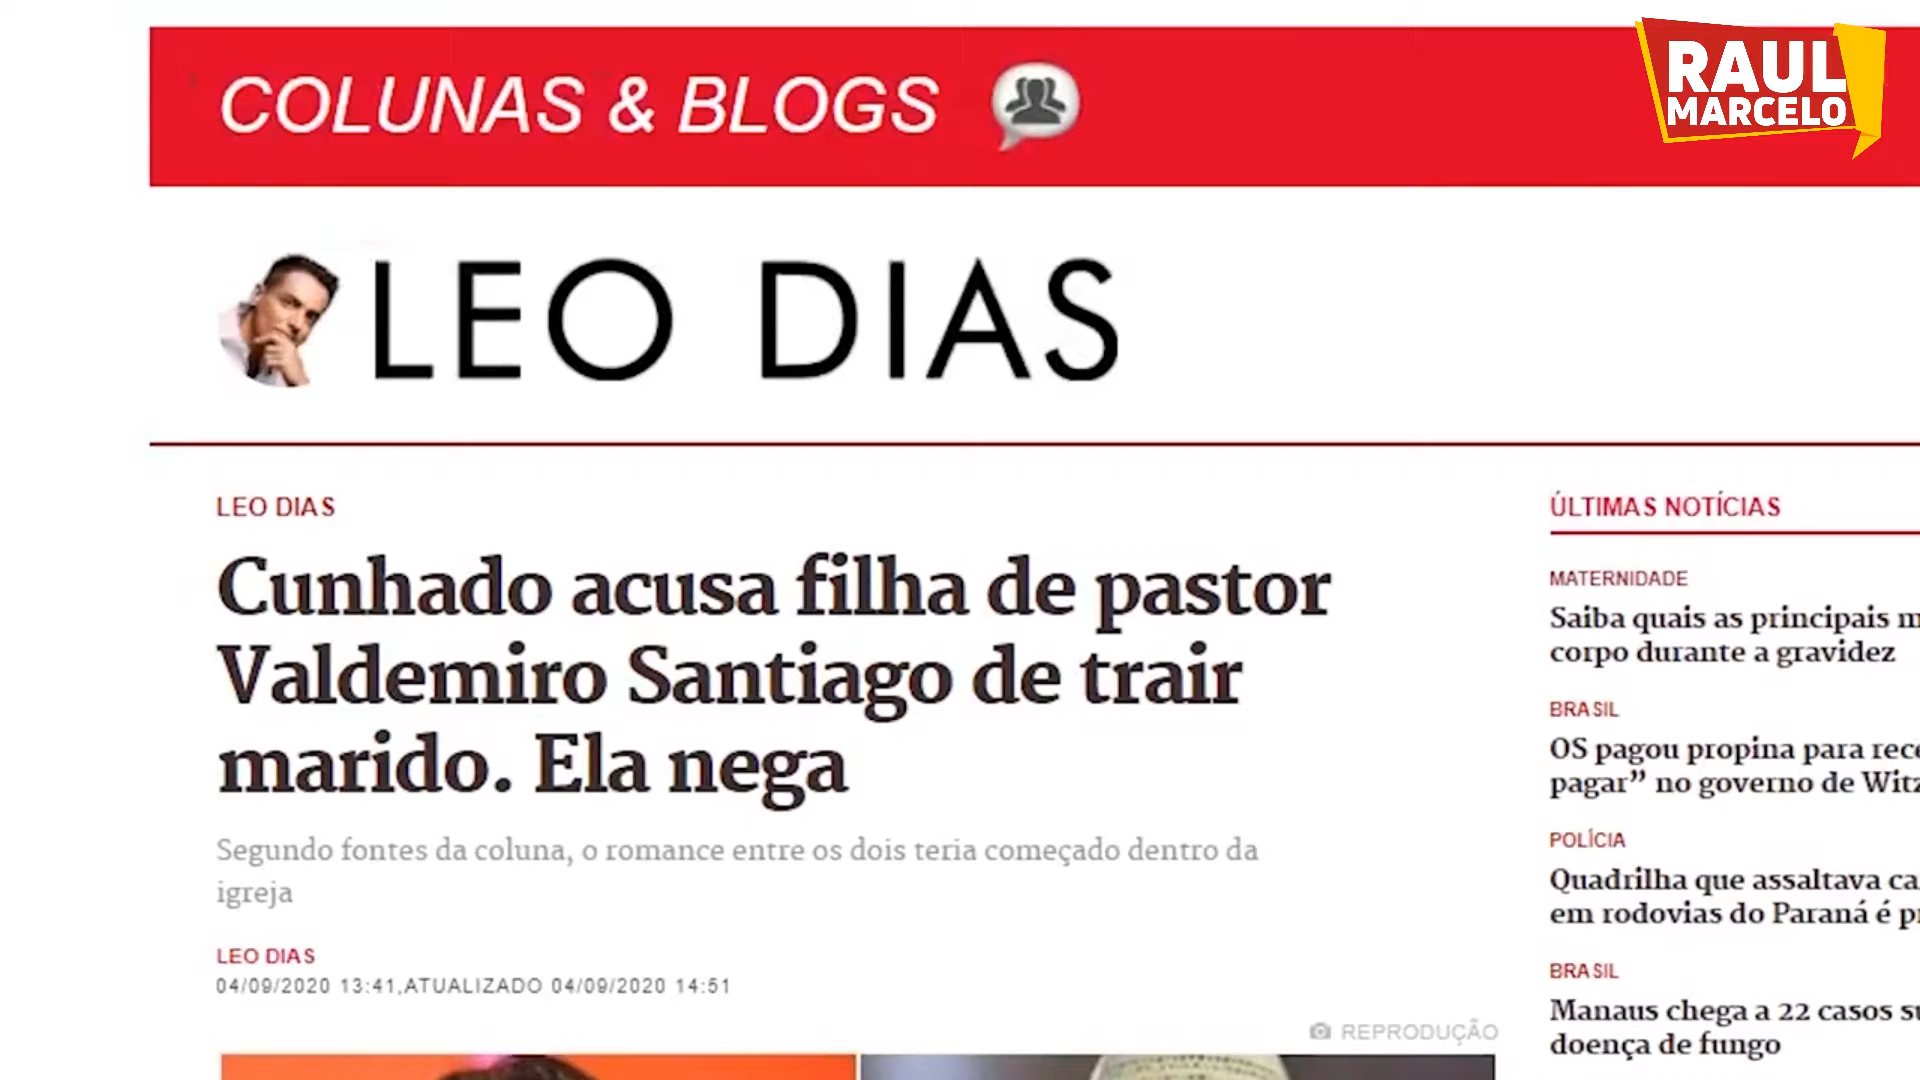 COLUNAS & BLOGS
RAUL
MARCELO
LEO DIAS
LEO DIAS
Cunhado acusa filha de pastor
Valdemiro Santiago de trair
marido. Ela nega
Segundo fontes da coluna, o romance entre os dois teria começado dentro da
igreja
LEO DIAS
04/09/2020 13:41,ATUALIZADO 04/09/2020 14:51
REPRODUÇÃO
ÚLTIMAS NOTÍCIAS
MATERNIDADE
Saiba quais as principais
corpo durante a gravidez
BRASIL
OS pagou propina para
pagar” no governo de
POLÍCIA
Quadrilha que assaltava
em rodovias do Paraná é
BRASIL
Manaus chega a 22 casos
doença de fungo